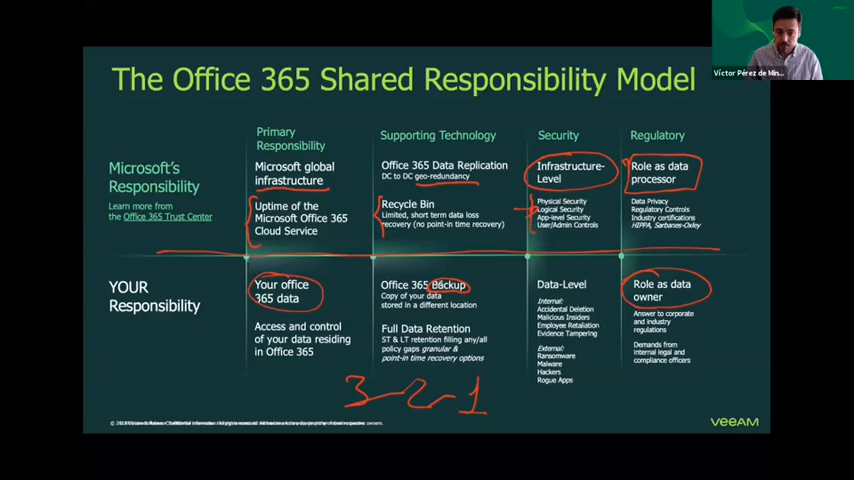 Víctor Pérez de Min...
The Office 365 Shared Responsibility Model
Primary
Responsibility
Supporting Technology
Security
Regulatory
Microsoft's
Responsibility
Learn more from
the Office 365 Trust Center
Microsoft global
infrastructure
Uptime of the
Microsoft Office 365
Cloud Service
Office 365 Data Replication
DC to DC geo-redundancy
Recycle Bin
Limited, short term data loss
recovery (no point-in time recovery)
Infrastructure-
Level
Physical Security
Logical Security
App-level Security
User/Admin Controls
Role as data
processor
Data Privacy
Regulatory Controls
Industry certifications
HIPPA, Sarbanes-Oxley
YOUR
Responsibility
Your office
365 data
Access and control
of your data residing
in Office 365
Office 365 Backup
Copy of your data
stored in a different location
Full Data Retention
ST & LT retention filling any/all
policy gaps granular &
point-in time recovery options
Data-Level
Internal:
Accidental Deletion
Malicious Insiders
Employee Retaliation
Evidence Tampering
External:
Ransomware
Malware
Hackers
Rogue Apps
Role as data
owner
Answer to corporate
and industry
regulations
Demands from
internal legal and
compliance officers
3-2-1
VEEAM